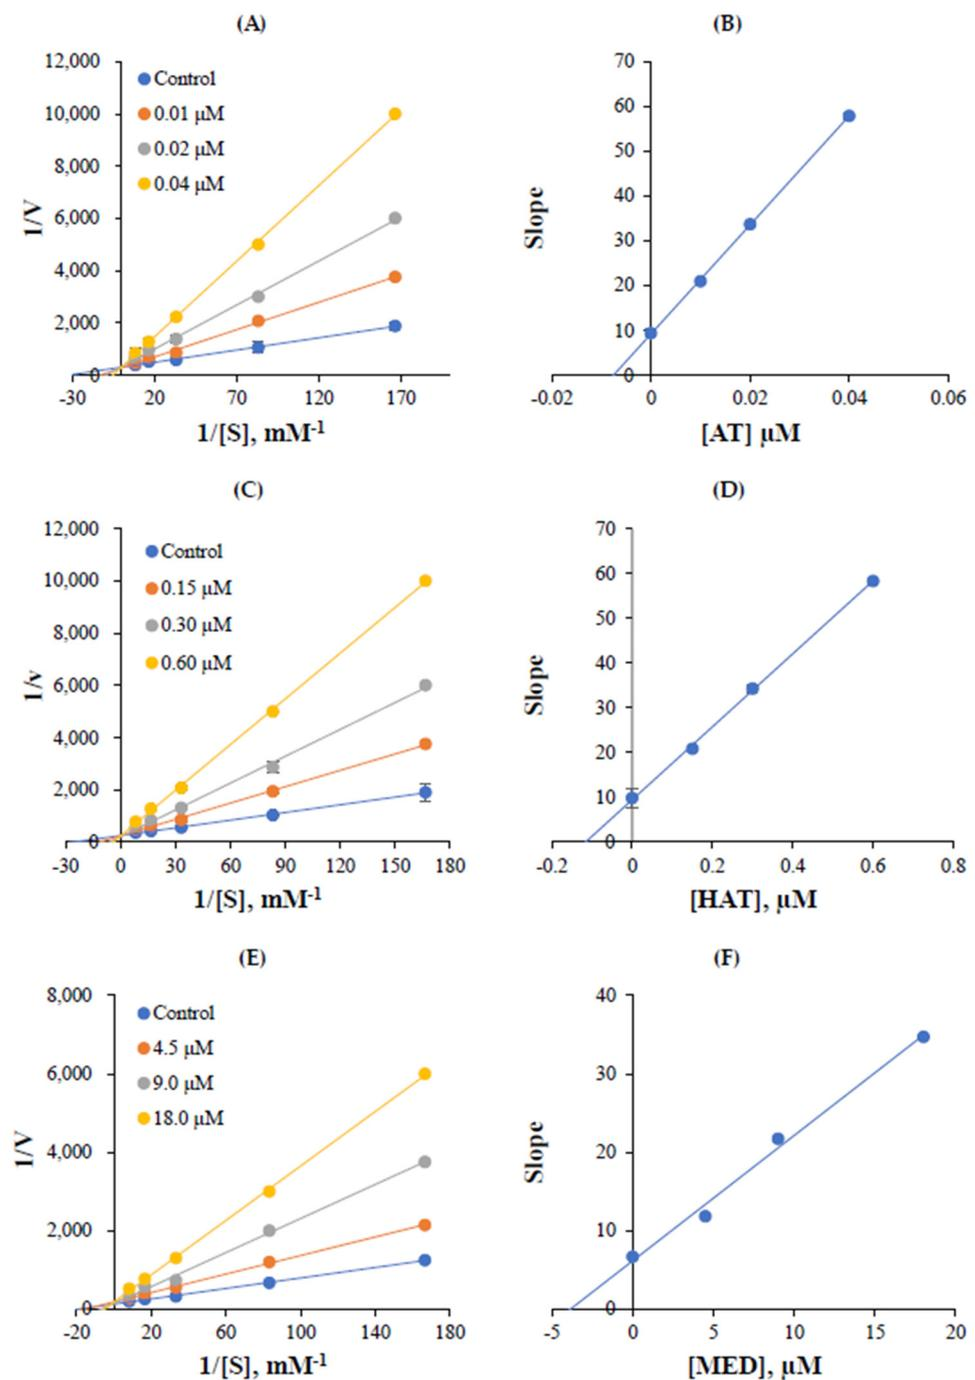 (A)
12,000
10,000
8,000
6,000
4,000
2,000
0
1/V
Control
0.01 µM
0.02 µM
0.04 µM
-30 20 70 120 170
1/[S], mM-1
(B)
70
60
50
40
30
20
10
0
Slope
-0.02 0 0.02 0.04 0.06
[AT] µM
(C)
12,000
10,000
8,000
6,000
4,000
2,000
0
1/v
Control
0.15 µM
0.30 µM
0.60 µM
-30 0 30 60 90 120 150 180
1/[S], mM-1
(D)
70
60
50
40
30
20
10
0
Slope
-0.2 0 0.2 0.4 0.6 0.8
[HAT], µM
(E)
8,000
6,000
4,000
2,000
0
1/V
Control
4.5 µM
9.0 µM
18.0 µM
-20 20 60 100 140 180
1/[S], mM-1
(F)
40
30
20
10
0
Slope
-5 0 5 10 15 20
[MED], µM